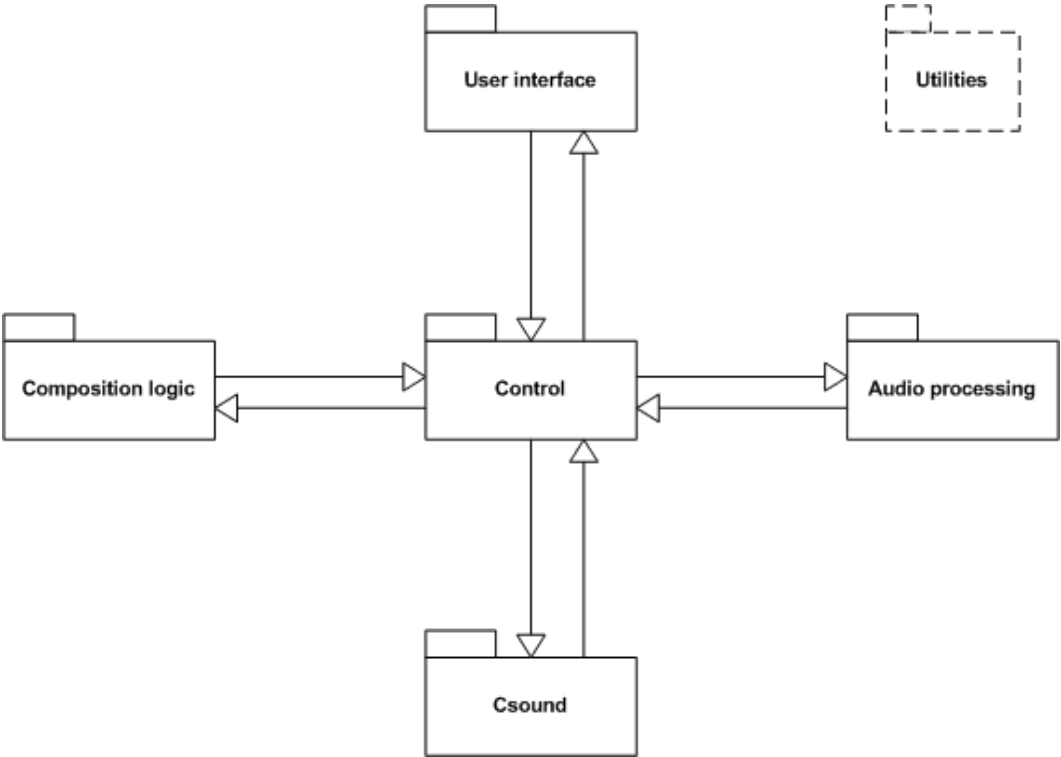 User interface
Utilities
Composition logic
Control
Audio processing
Csound